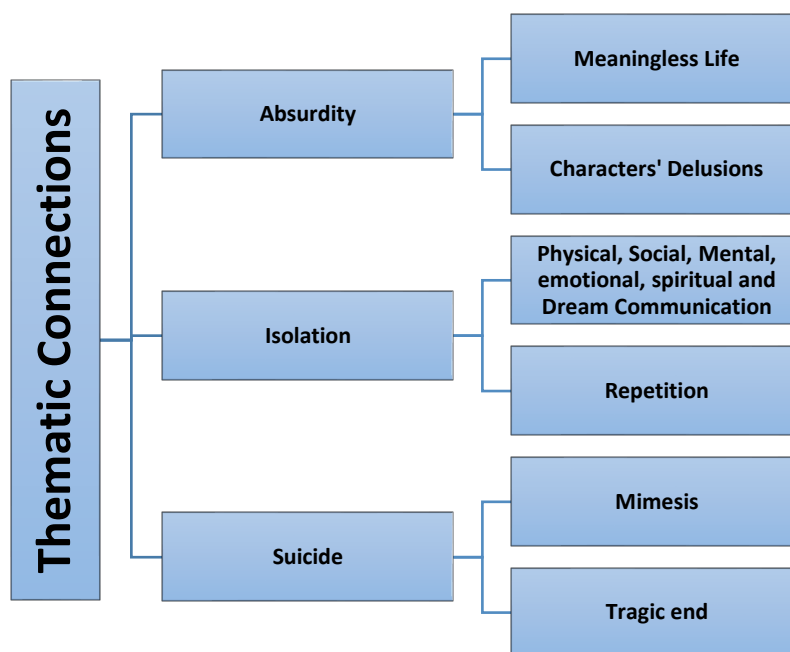 Thematic Connections
Absurdity
Meaningless Life
Characters' Delusions
Isolation
Physical, Social, Mental,
emotional, spiritual and
Dream Communication
Repetition
Suicide
Mimesis
Tragic end